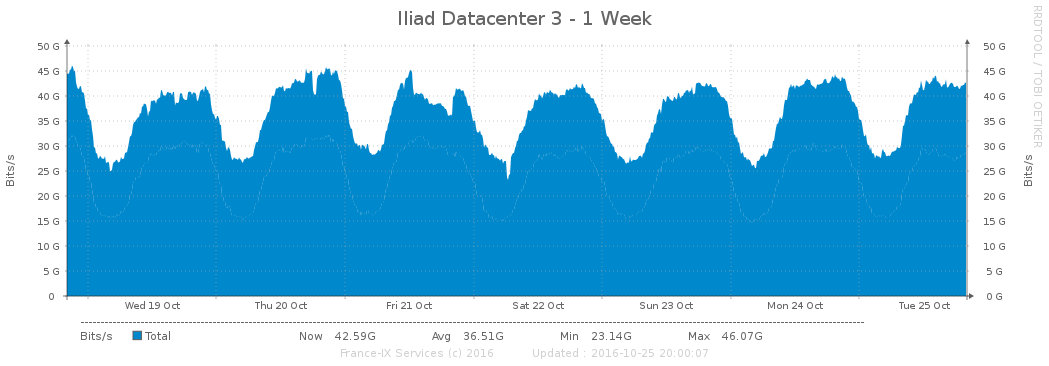 Iliad Datacenter 3 - 1 Week
RRDTOOL / TOBI OETIKER
Bits/s
Bits/s
50 G 50 G
45 G 45 G
40 G 40 G
35 G 35 G
30 G 30 G
25 G 25 G
20 G 20 G
15 G 15 G
10 G 10 G
5 G 5 G
0 0 G
Wed 19 Oct Thu 20 Oct Fri 21 Oct Sat 22 Oct Sun 23 Oct Mon 24 Oct Tue 25 Oct
Bits/s Total Now 42.59G Avg 36.51G Min 23.14G Max 46.07G
France-IX Services (c) 2016 Updated : 2016-10-25 20:00:07